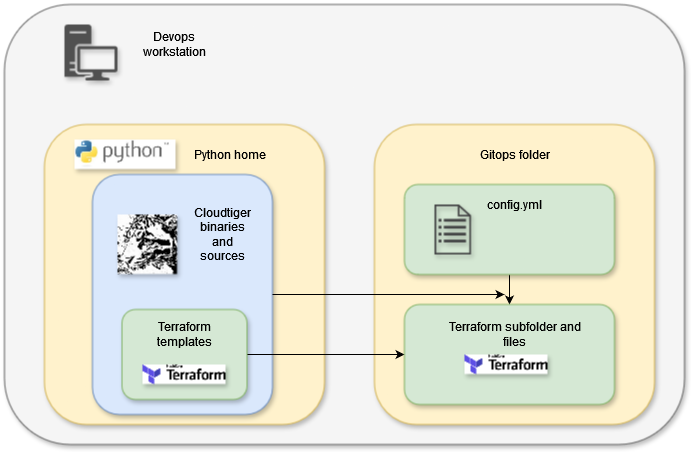 Devops
workstation
python™
Python home
Cloudtiger
binaries
and
sources
Terraform
templates
Terraform
Gitops folder
config.yml
Terraform subfolder and
files
Terraform